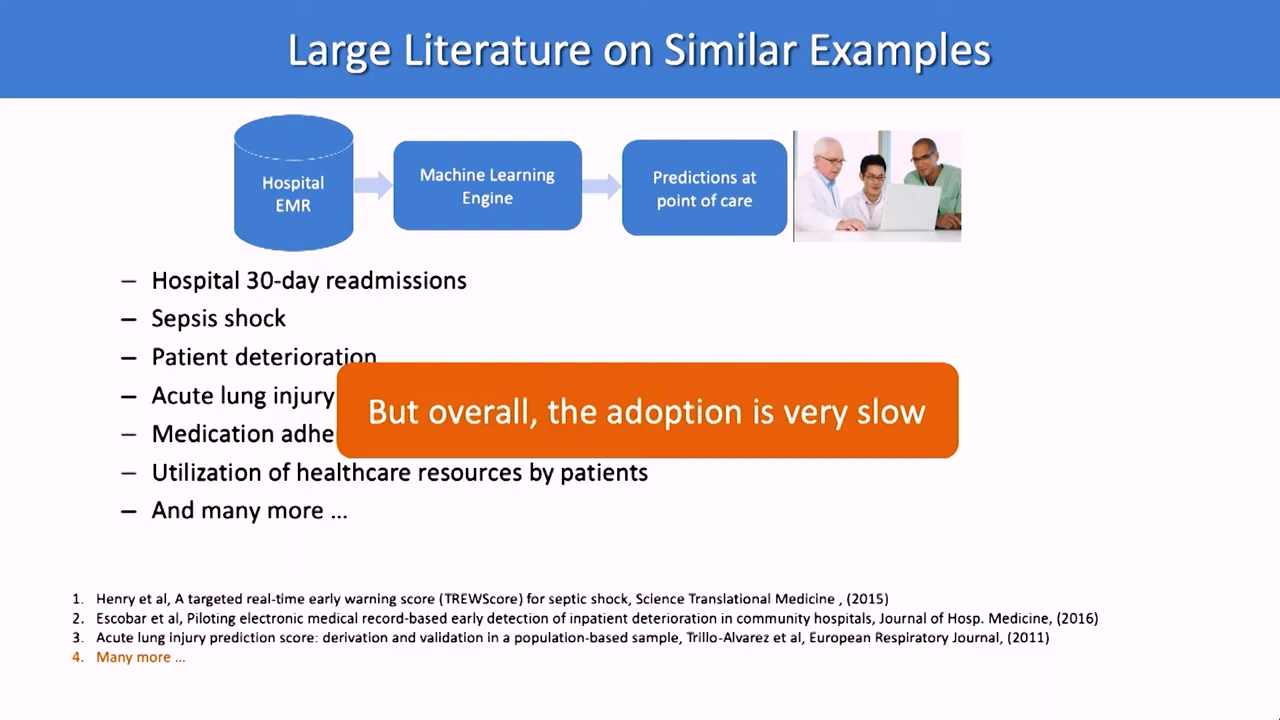 Large Literature on Similar Examples
Hospital
EMR
Machine Learning
Engine
Predictions at
point of care
– Hospital 30-day readmissions
– Sepsis shock
– Patient deterioration
– Acute lung injury
– Medication adhe
But overall, the adoption is very slow
– Utilization of healthcare resources by patients
– And many more ...
1. Henry et al, A targeted real-time early warning score (TREWScore) for septic shock, Science Translational Medicine , (2015)
2. Escobar et al, Piloting electronic medical record-based early detection of inpatient deterioration in community hospitals, Journal of Hosp. Medicine, (2016)
3. Acute lung injury prediction score: derivation and validation in a population-based sample, Trillo-Alvarez et al, European Respiratory Journal, (2011)
4. Many more ...